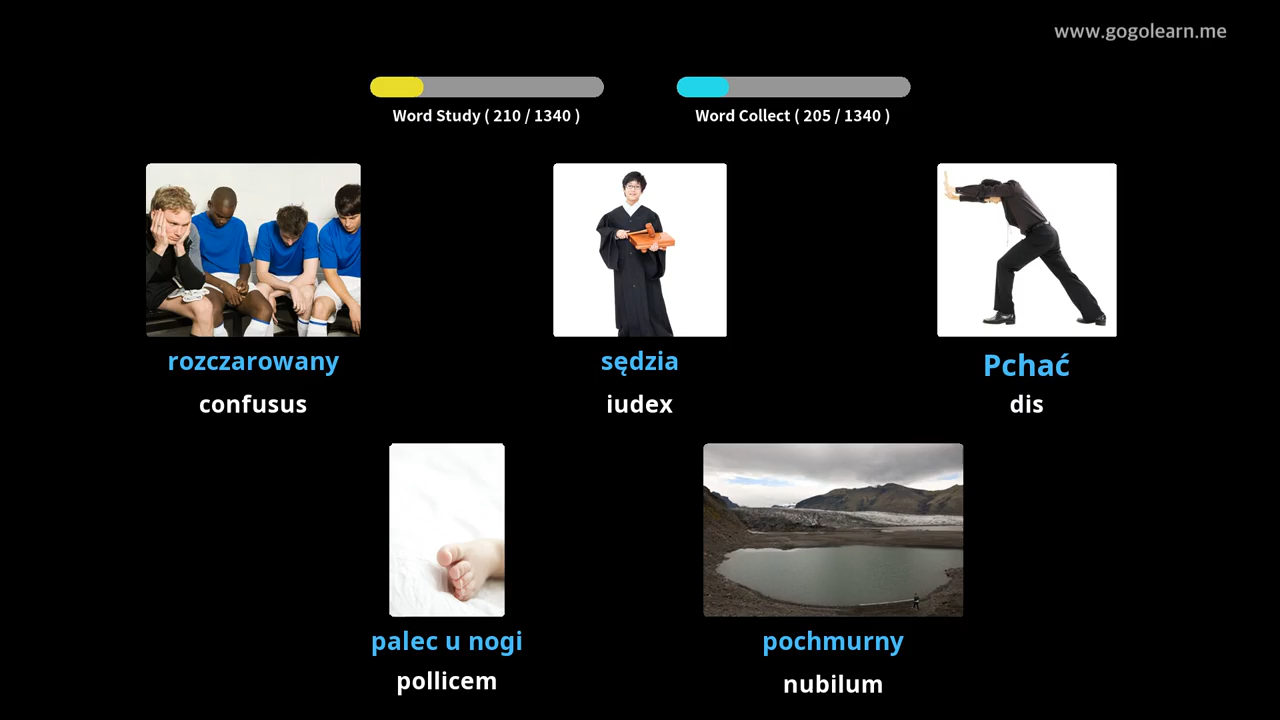 www.gogolearn.me
Word Study ( 210 / 1340 )
Word Collect ( 205 / 1340 )
rozczarowany
confusus
sędzia
iudex
Pchać
dis
palec u nogi
pollicem
pochmurny
nubilum